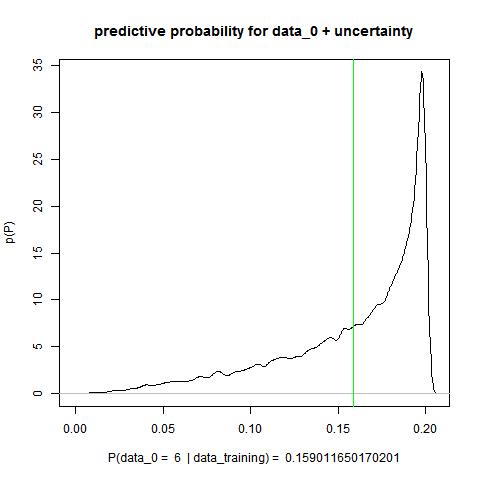 predictive probability for data_0 + uncertainty
35
30
25
20
15
10
5
0
p(P)
0.00 0.05 0.10 0.15 0.20
P(data_0 = 6 | data_training) = 0.159011650170201